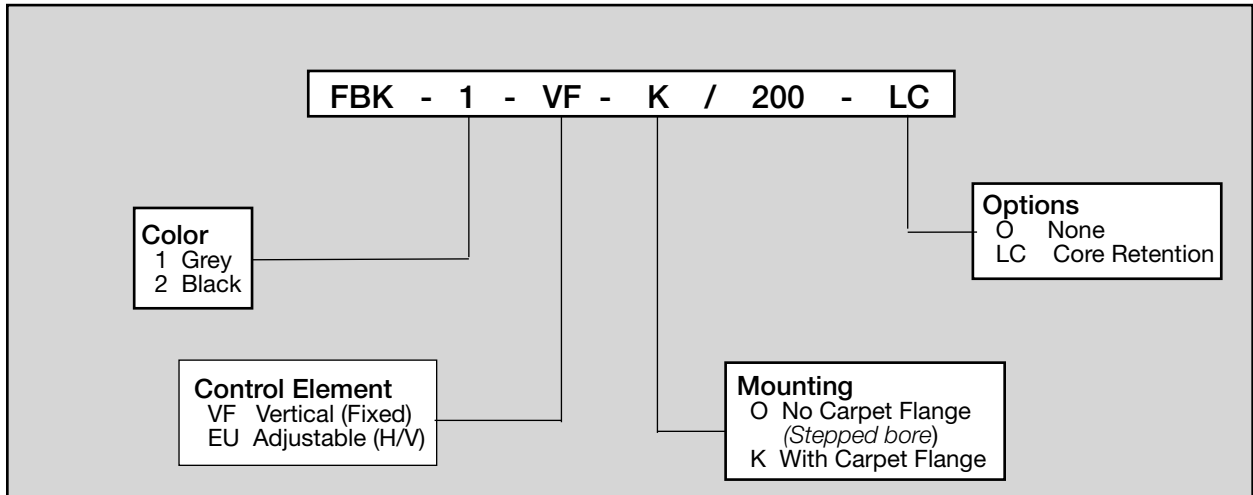 FBK - 1 - VF - K / 200 - LC
Color
1 Grey
2 Black
Control Element
VF Vertical (Fixed)
EU Adjustable (H/V)
Mounting
O No Carpet Flange
(Stepped bore)
K With Carpet Flange
Options
O None
LC Core Retention